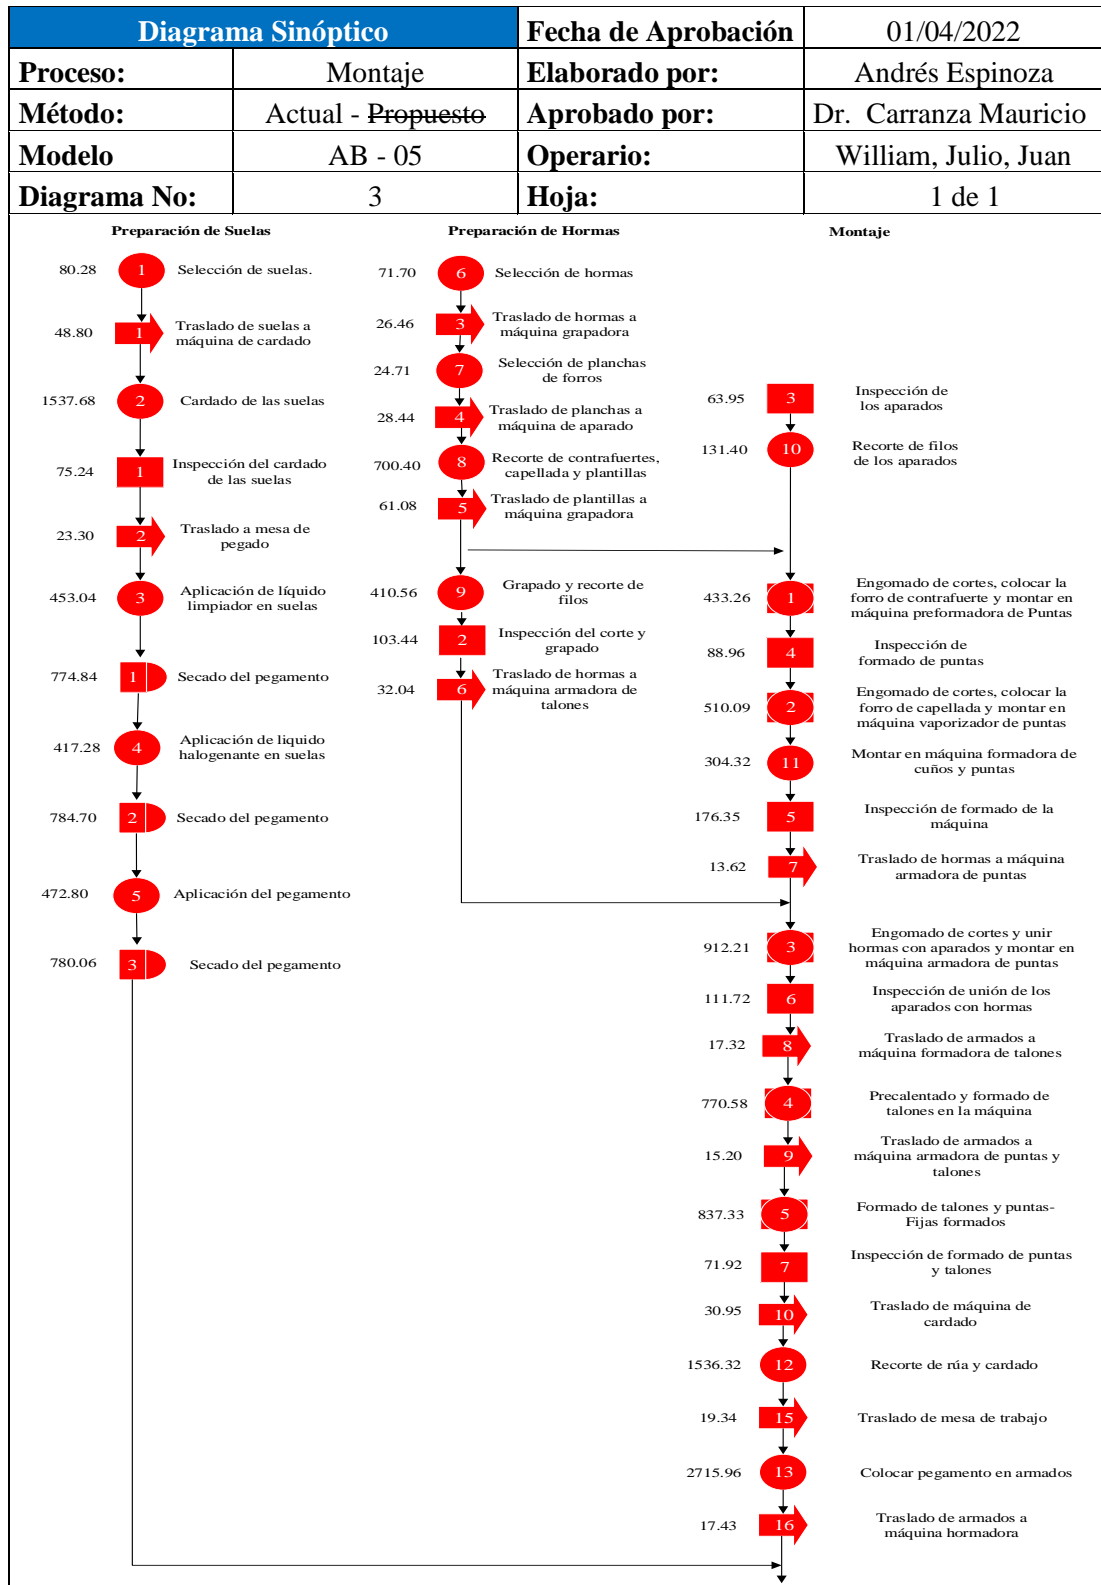 Diagrama Sinóptico Fecha de Aprobación 01/04/2022
Proceso: Montaje Elaborado por: Andrés Espinoza
Método: Actual - Propuesto Aprobado por: Dr. Carranza Mauricio
Modelo AB - 05 Operario: William, Julio, Juan
Diagrama No: 3 Hoja: 1 de 1
Preparación de Suelas
80.28 1 Selección de suelas.
48.80 1 Traslado de suelas a
máquina de cardado
1537.68 2 Cardado de las suelas
75.24 1 Inspección del cardado
de las suelas
23.30 2 Traslado a mesa de
pegado
453.04 3 Aplicación de líquido
limpiador en suelas
774.84 1 Secado del pegamento
417.28 4 Aplicación de liquido
halogenante en suelas
784.70 2 Secado del pegamento
472.80 5 Aplicación del pegamento
780.06 3 Secado del pegamento
Preparación de Hormas
71.70 6 Selección de hormas
26.46 3 Traslado de hormas a
máquina grapadora
24.71 7 Selección de planchas
de forros
28.44 4 Traslado de planchas a
máquina de aparado
700.40 8 Recorte de contrafuertes,
capellada y plantillas
61.08 5 Traslado de plantillas a
máquina grapadora
410.56 9 Grapado y recorte de
filos
103.44 2 Inspección del corte y
grapado
32.04 6 Traslado de hormas a
máquina armadora de
talones
Montaje
63.95 3 Inspección de
los aparados
131.40 10 Recorte de filos
de los aparados
433.26 1 Engomado de cortes, colocar la
forro de contrafuerte y montar en
máquina preformadora de Puntas
88.96 4 Inspección de
formado de puntas
510.09 2 Engomado de cortes, colocar la
forro de capellada y montar en
máquina vaporizador de puntas
304.32 11 Montar en máquina formadora de
cuños y puntas
176.35 5 Inspección de formado de la
máquina
13.62 7 Traslado de hormas a máquina
armadora de puntas
912.21 3 Engomado de cortes y unir
hormas con aparados y montar en
máquina armadora de puntas
111.72 6 Inspección de unión de los
aparados con hormas
17.32 8 Traslado de armados a
máquina formadora de talones
770.58 4 Precalentado y formado de
talones en la máquina
15.20 9 Traslado de armados a
máquina armadora de puntas y
talones
837.33 5 Formado de talones y puntas-
Fijas formados
71.92 7 Inspección de formado de puntas
y talones
30.95 10 Traslado de máquina de
cardado
1536.32 12 Recorte de rúa y cardado
19.34 15 Traslado de mesa de trabajo
2715.96 13 Colocar pegamento en armados
17.43 16 Traslado de armados a
máquina hormadora